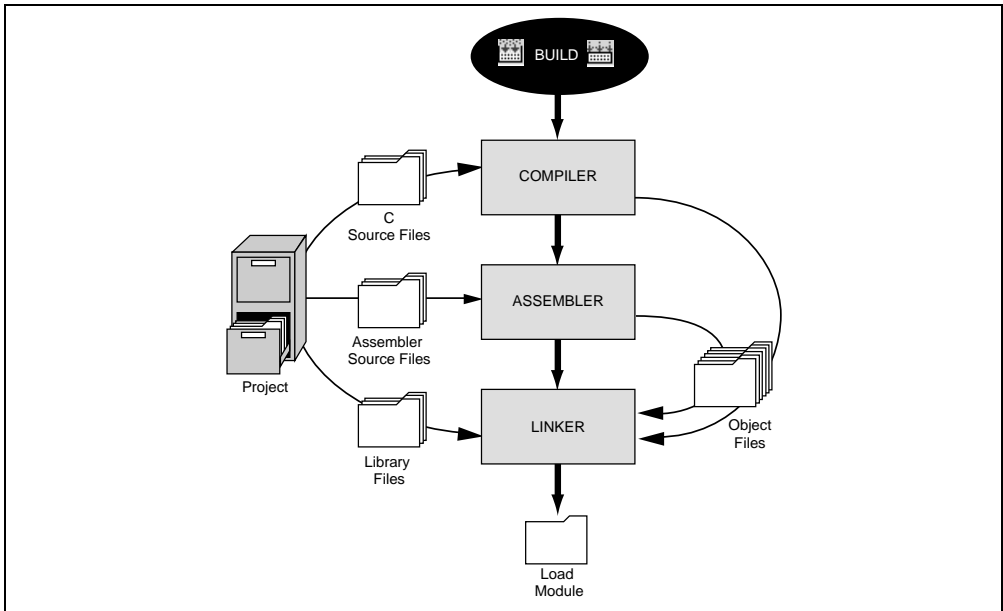 BUILD
COMPILER
C
Source Files
ASSEMBLER
Assembler
Source Files
Project
LINKER
Object
Files
Library
Files
Load
Module